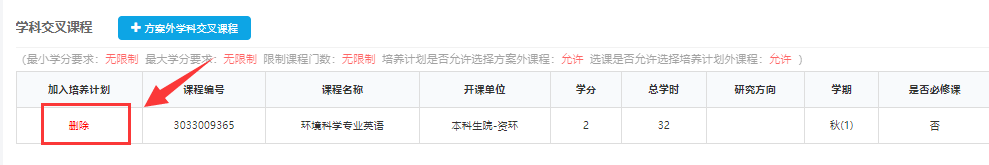 学科交叉课程 + 方案外学科交叉课程
(最小学分要求：无限制 最大学分要求：无限制 限制课程门数：无限制 培养计划是否允许选择方案外课程：允许 选课是否允许选择培养计划外课程：允许 )
加入培养计划 课程编号 课程名称 开课单位 学分 总学时 研究方向 学期 是否必修课
删除 3033009365 环境科学专业英语 本科生院-资环 2 32 秋(1) 否